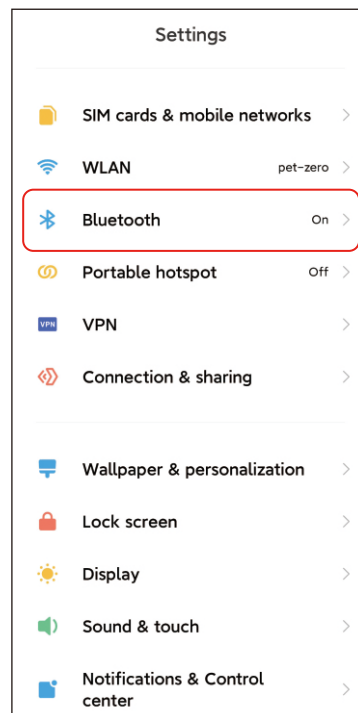 Settings
SIM cards & mobile networks
WLAN pet-zero
Bluetooth On
Portable hotspot Off
VPN VPN
Connection & sharing
Wallpaper & personalization
Lock screen
Display
Sound & touch
Notifications & Control
center